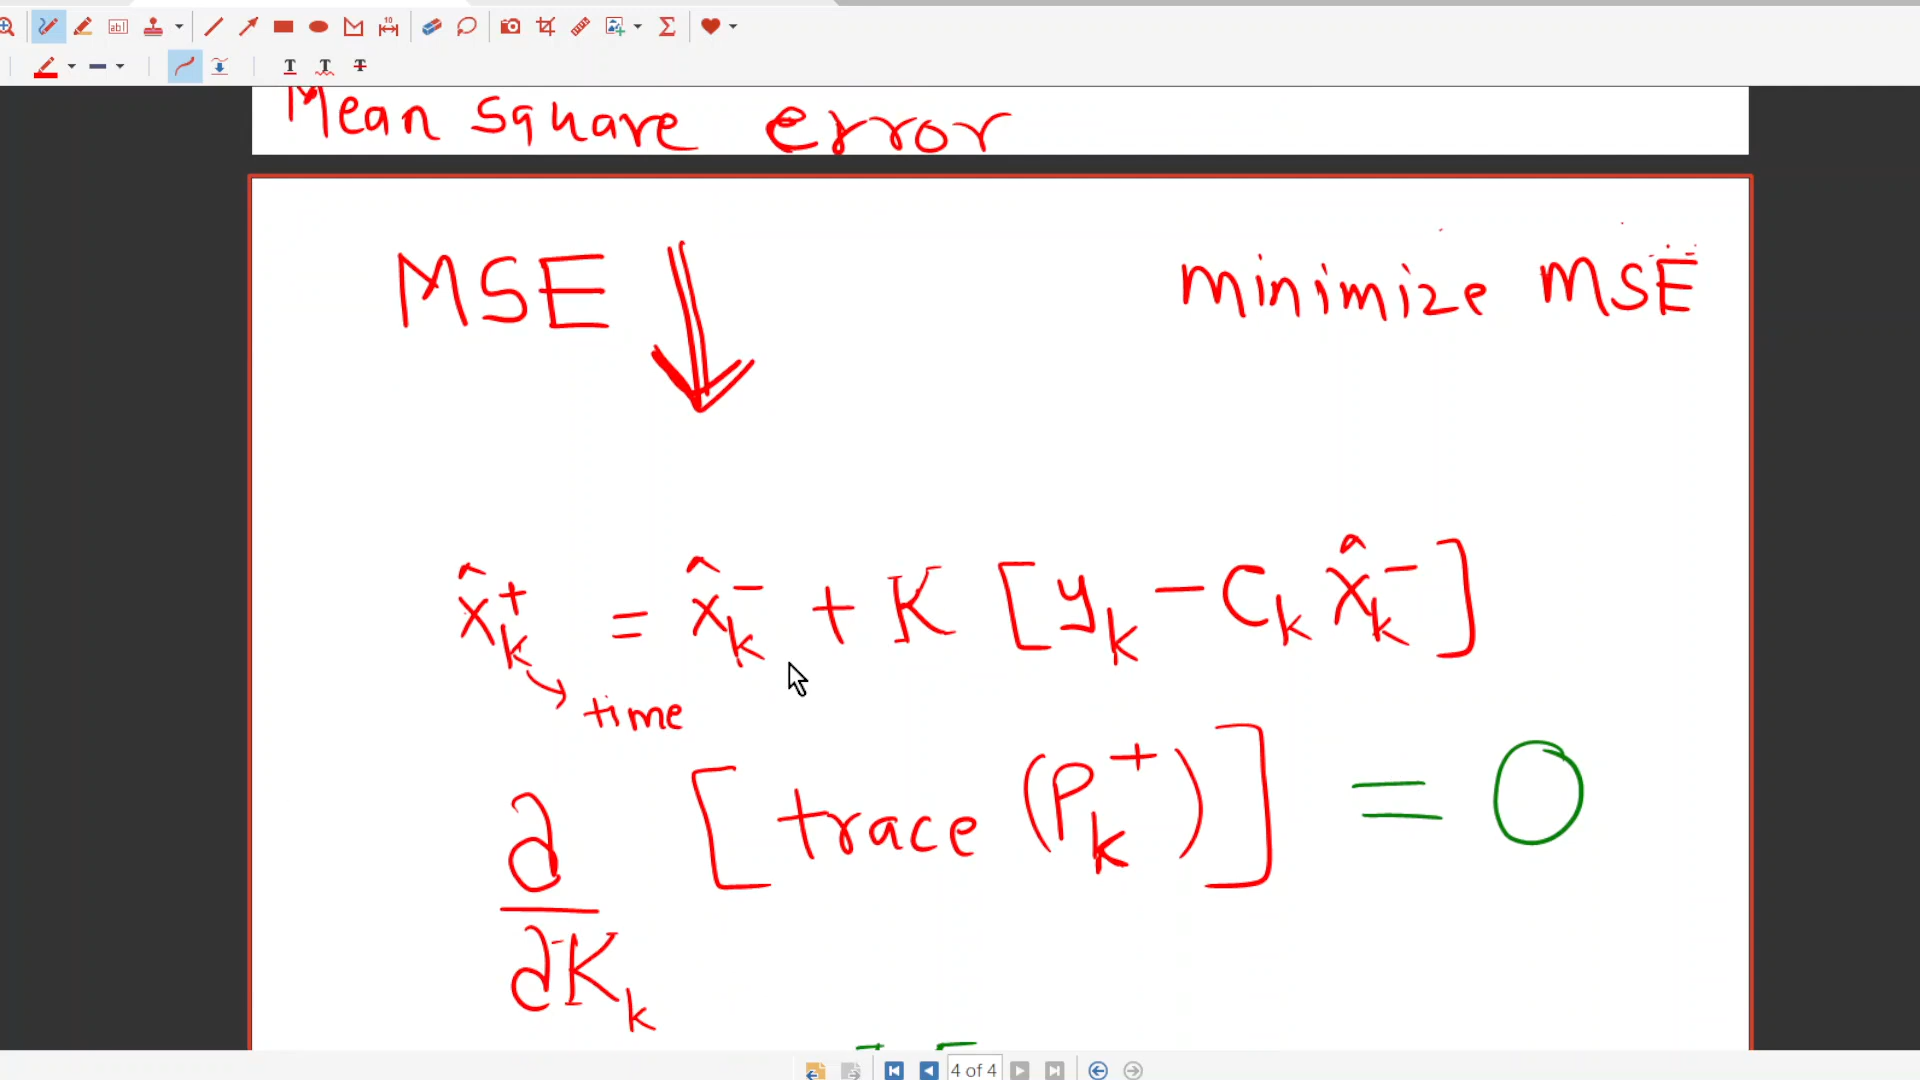 Mean square error
MSE ⇓ minimize MSE
x̂ₖ⁺ = x̂ₖ⁻ + K [yₖ − Cₖ x̂ₖ⁻]
time
∂/∂Kₖ [trace (Pₖ⁺)] = 0
4 of 4